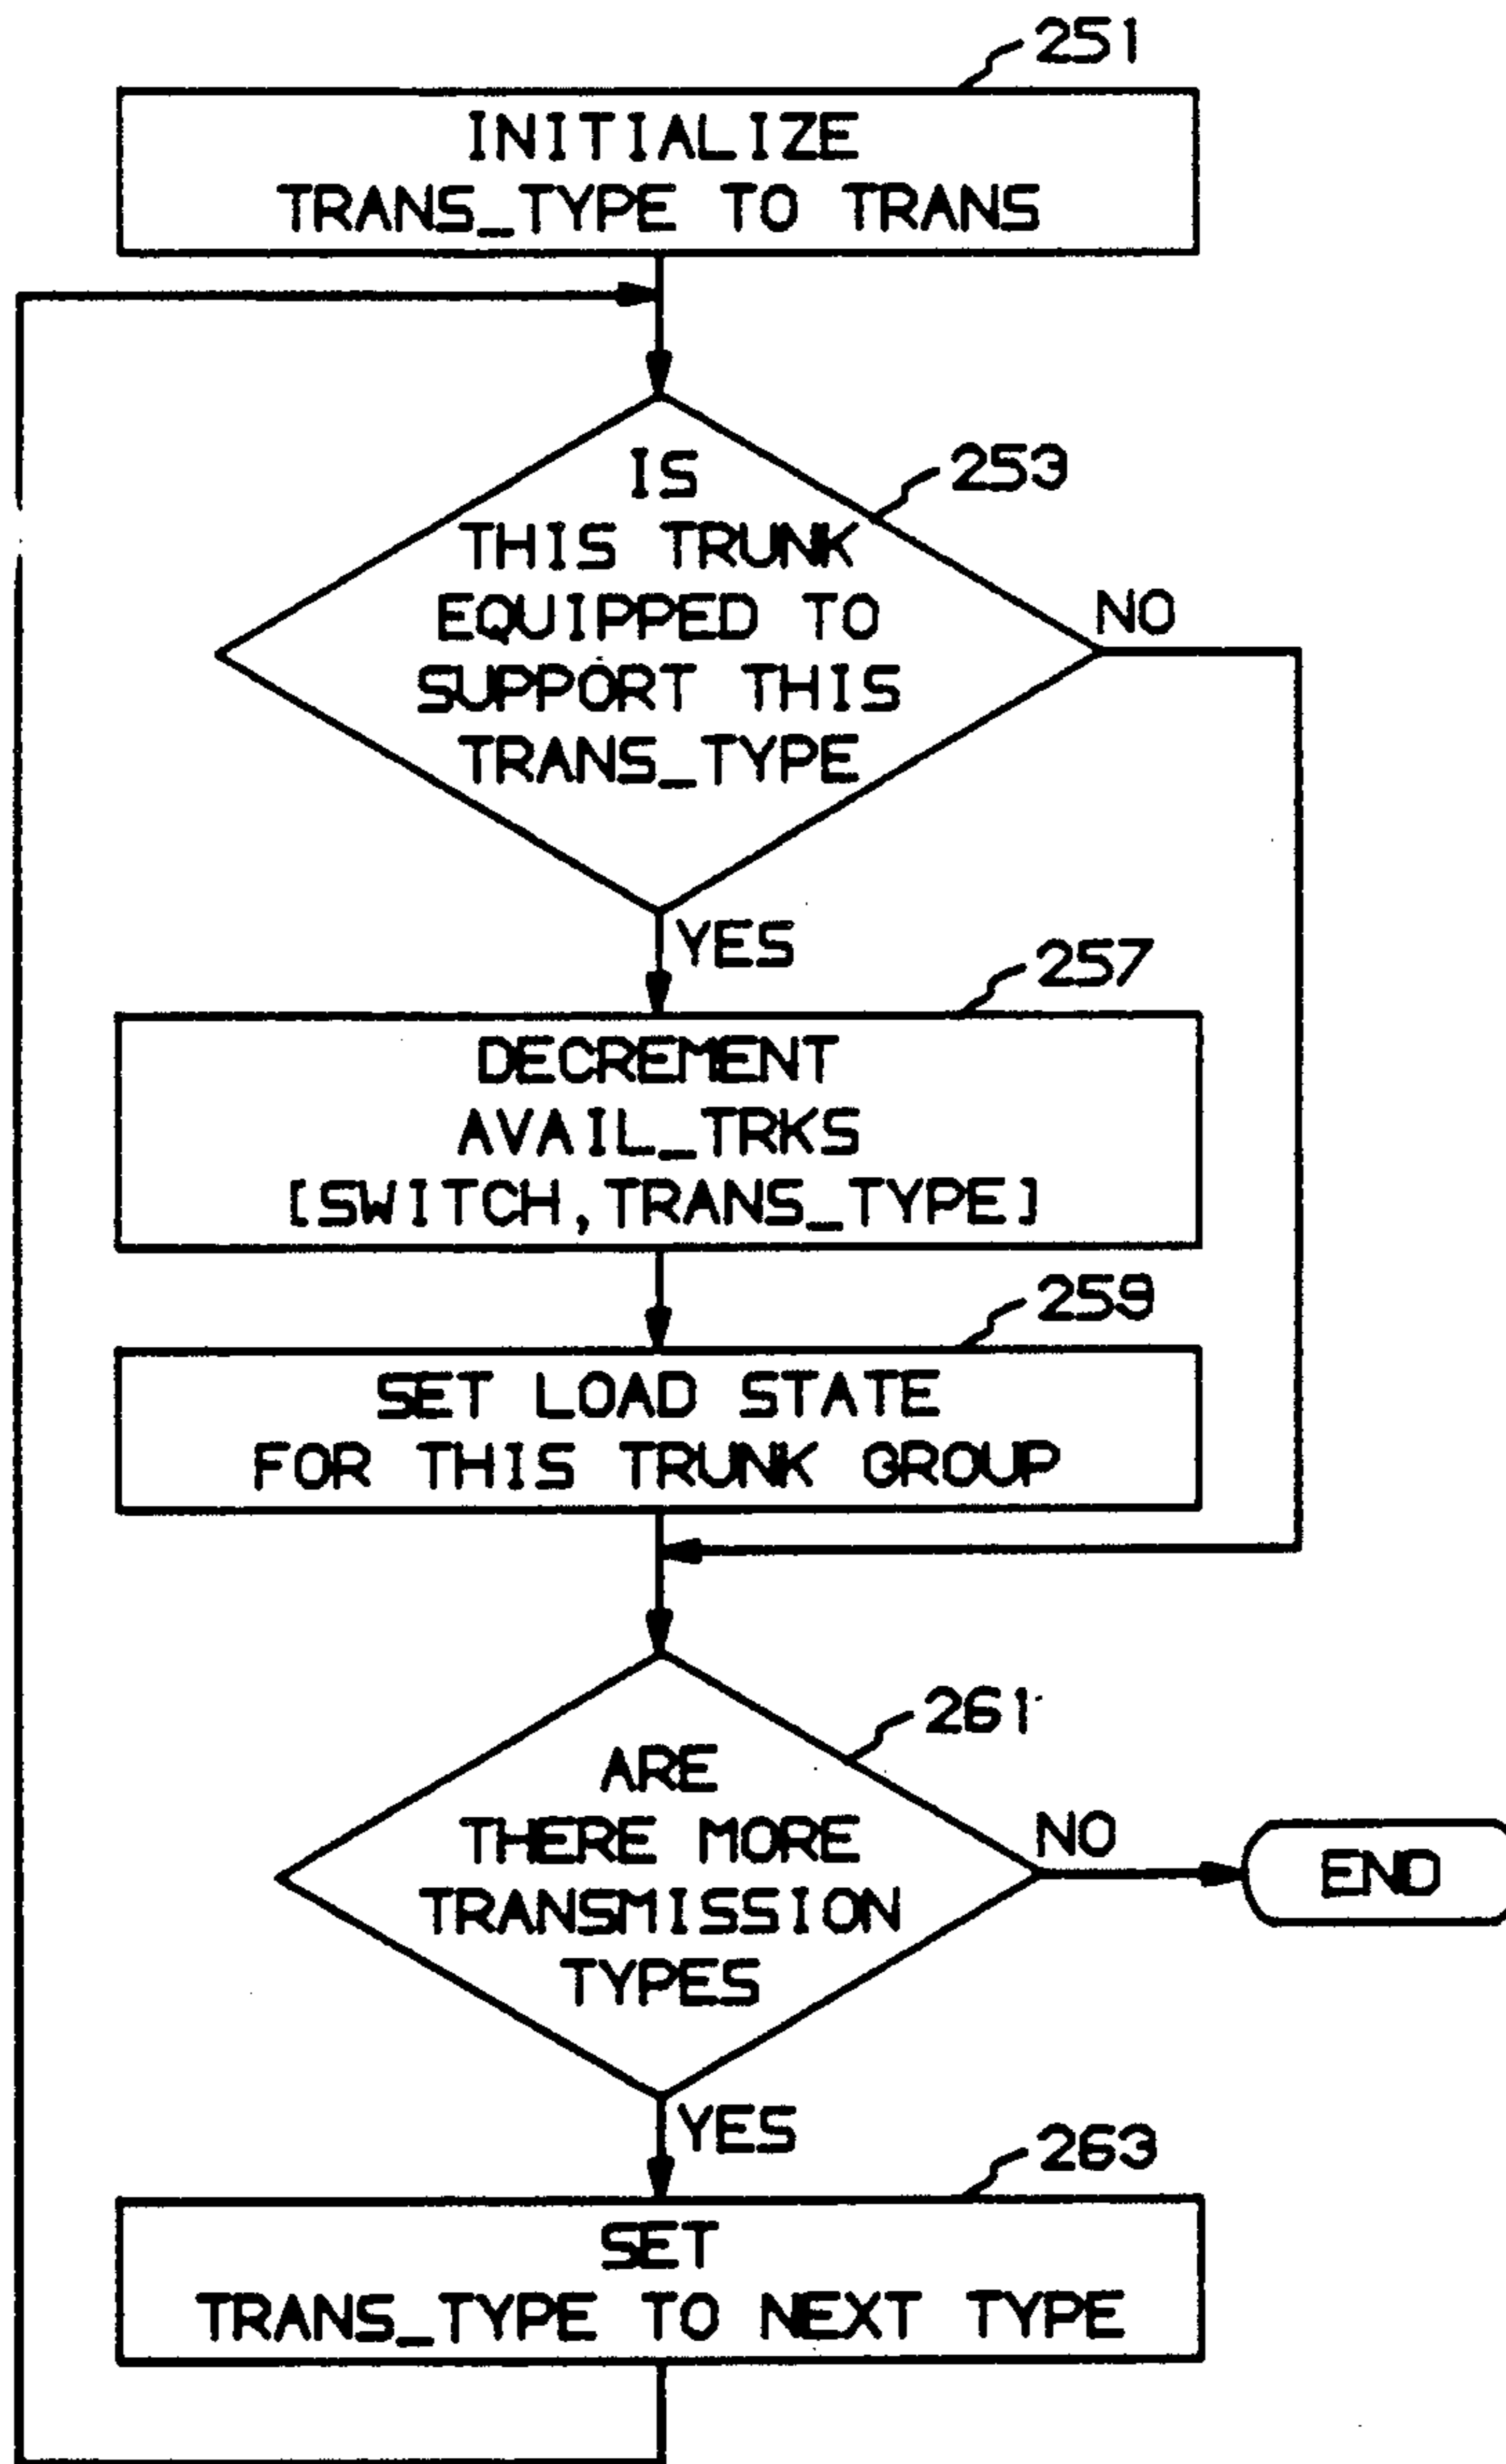 251
INITIALIZE
TRANS_TYPE TO TRANS
253
IS
THIS TRUNK
EQUIPPED TO
SUPPORT THIS
TRANS_TYPE
NO
YES
257
DECREMENT
AVAIL_TRKS
[SWITCH,TRANS_TYPE]
259
SET LOAD STATE
FOR THIS TRUNK GROUP
261
ARE
THERE MORE
TRANSMISSION
TYPES
NO
END
YES
263
SET
TRANS_TYPE TO NEXT TYPE